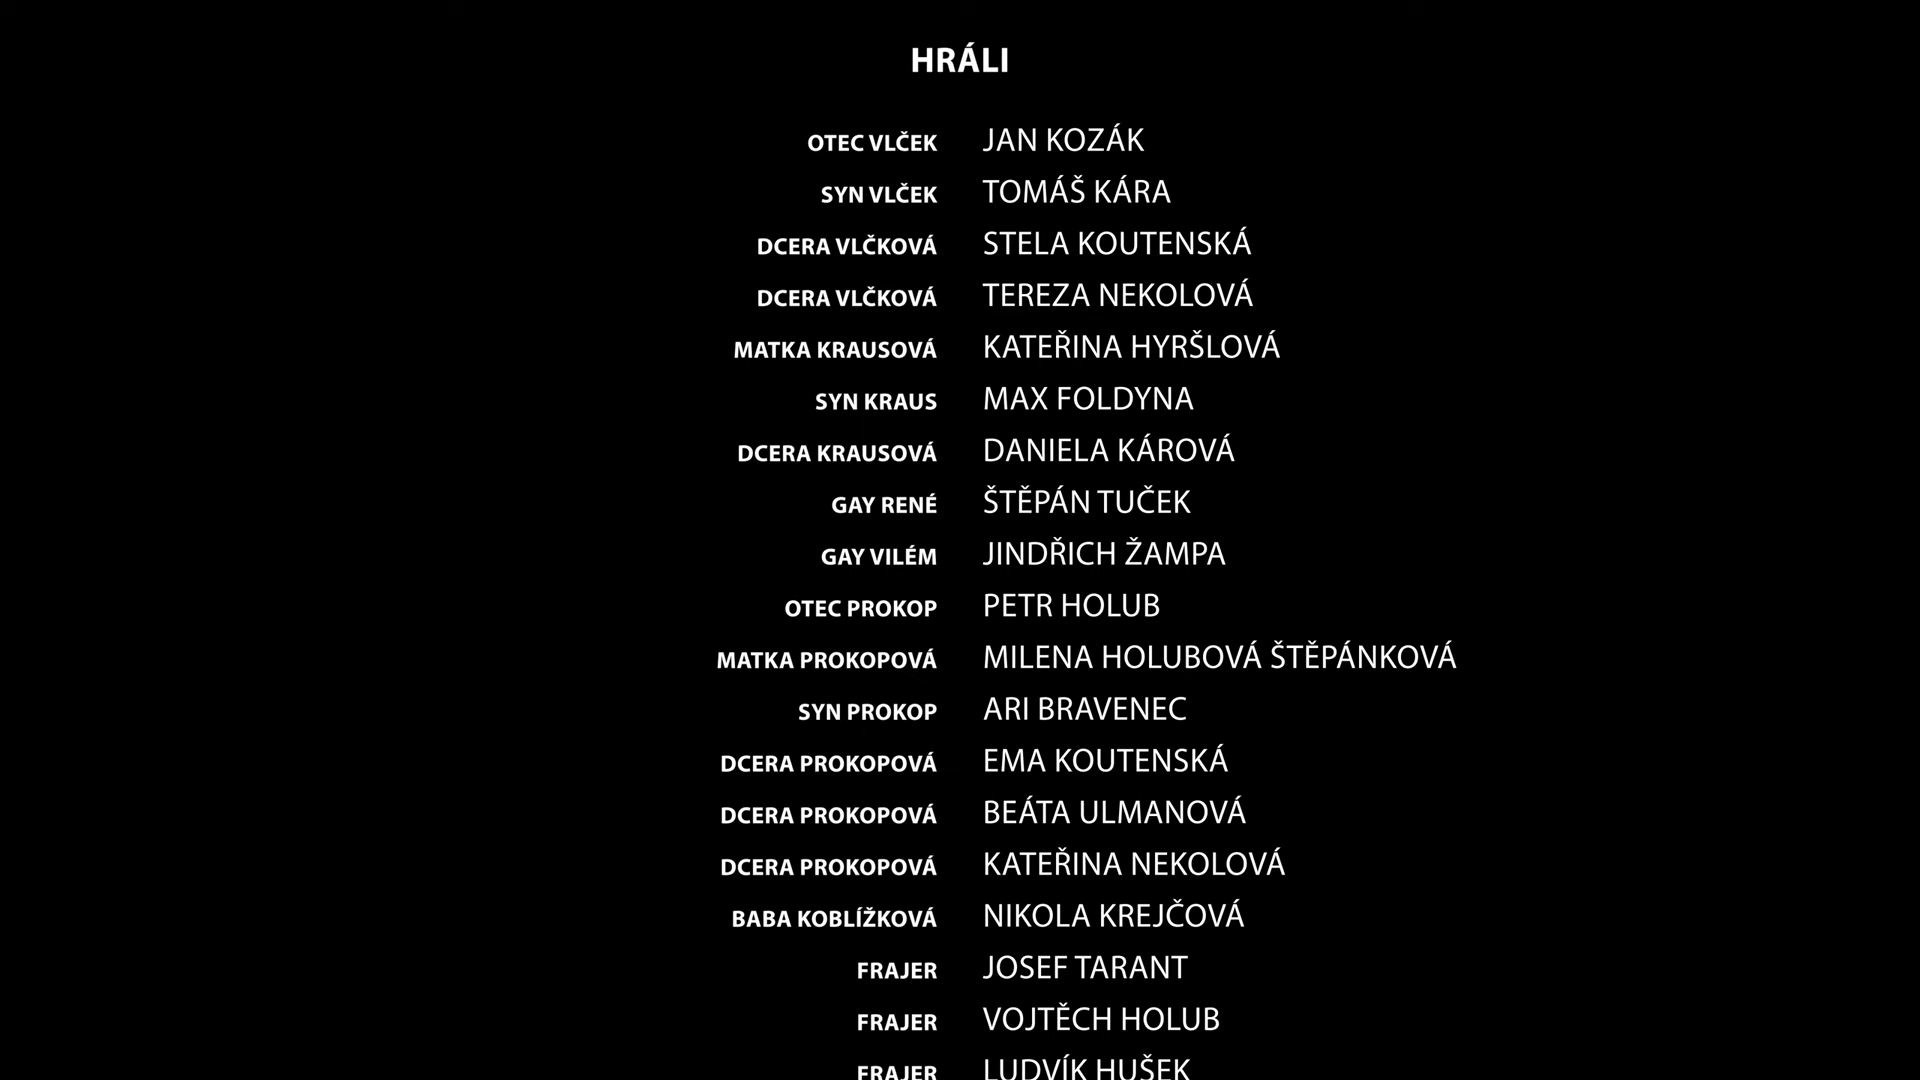 HRÁLI
OTEC VLČEK JAN KOZÁK
SYN VLČEK TOMÁŠ KÁRA
DCERA VLČKOVÁ STELA KOUTENSKÁ
DCERA VLČKOVÁ TEREZA NEKOLOVÁ
MATKA KRAUSOVÁ KATEŘINA HYRŠLOVÁ
SYN KRAUS MAX FOLDYNA
DCERA KRAUSOVÁ DANIELA KÁROVÁ
GAY RENÉ ŠTĚPÁN TUČEK
GAY VILÉM JINDŘICH ŽAMPA
OTEC PROKOP PETR HOLUB
MATKA PROKOPOVÁ MILENA HOLUBOVÁ ŠTĚPÁNKOVÁ
SYN PROKOP ARI BRAVENEC
DCERA PROKOPOVÁ EMA KOUTENSKÁ
DCERA PROKOPOVÁ BEÁTA ULMANOVÁ
DCERA PROKOPOVÁ KATEŘINA NEKOLOVÁ
BABA KOBLÍŽKOVÁ NIKOLA KREJČOVÁ
FRAJER JOSEF TARANT
FRAJER VOJTĚCH HOLUB
FRAJER LUDVÍK HUŠEK